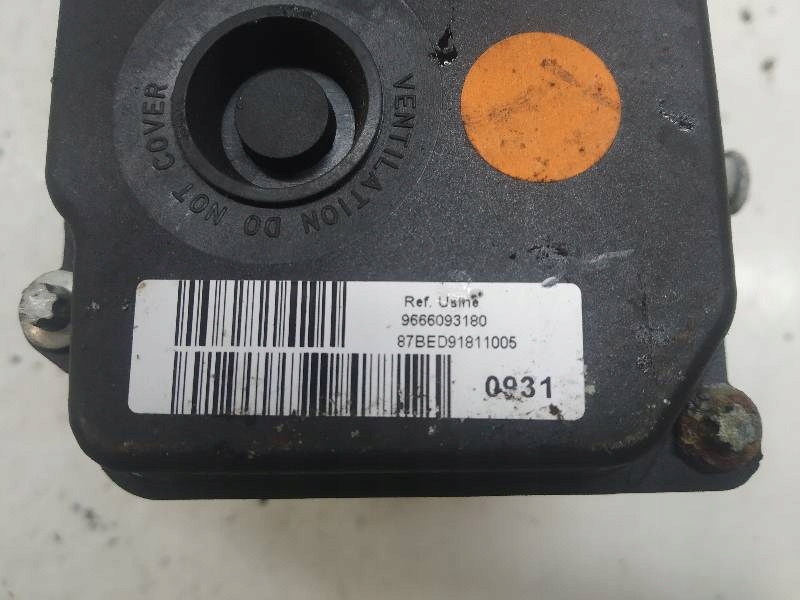 VENTILATION DO NOT COVER
Ref. Usine
9666093180
87BED91811005
0931